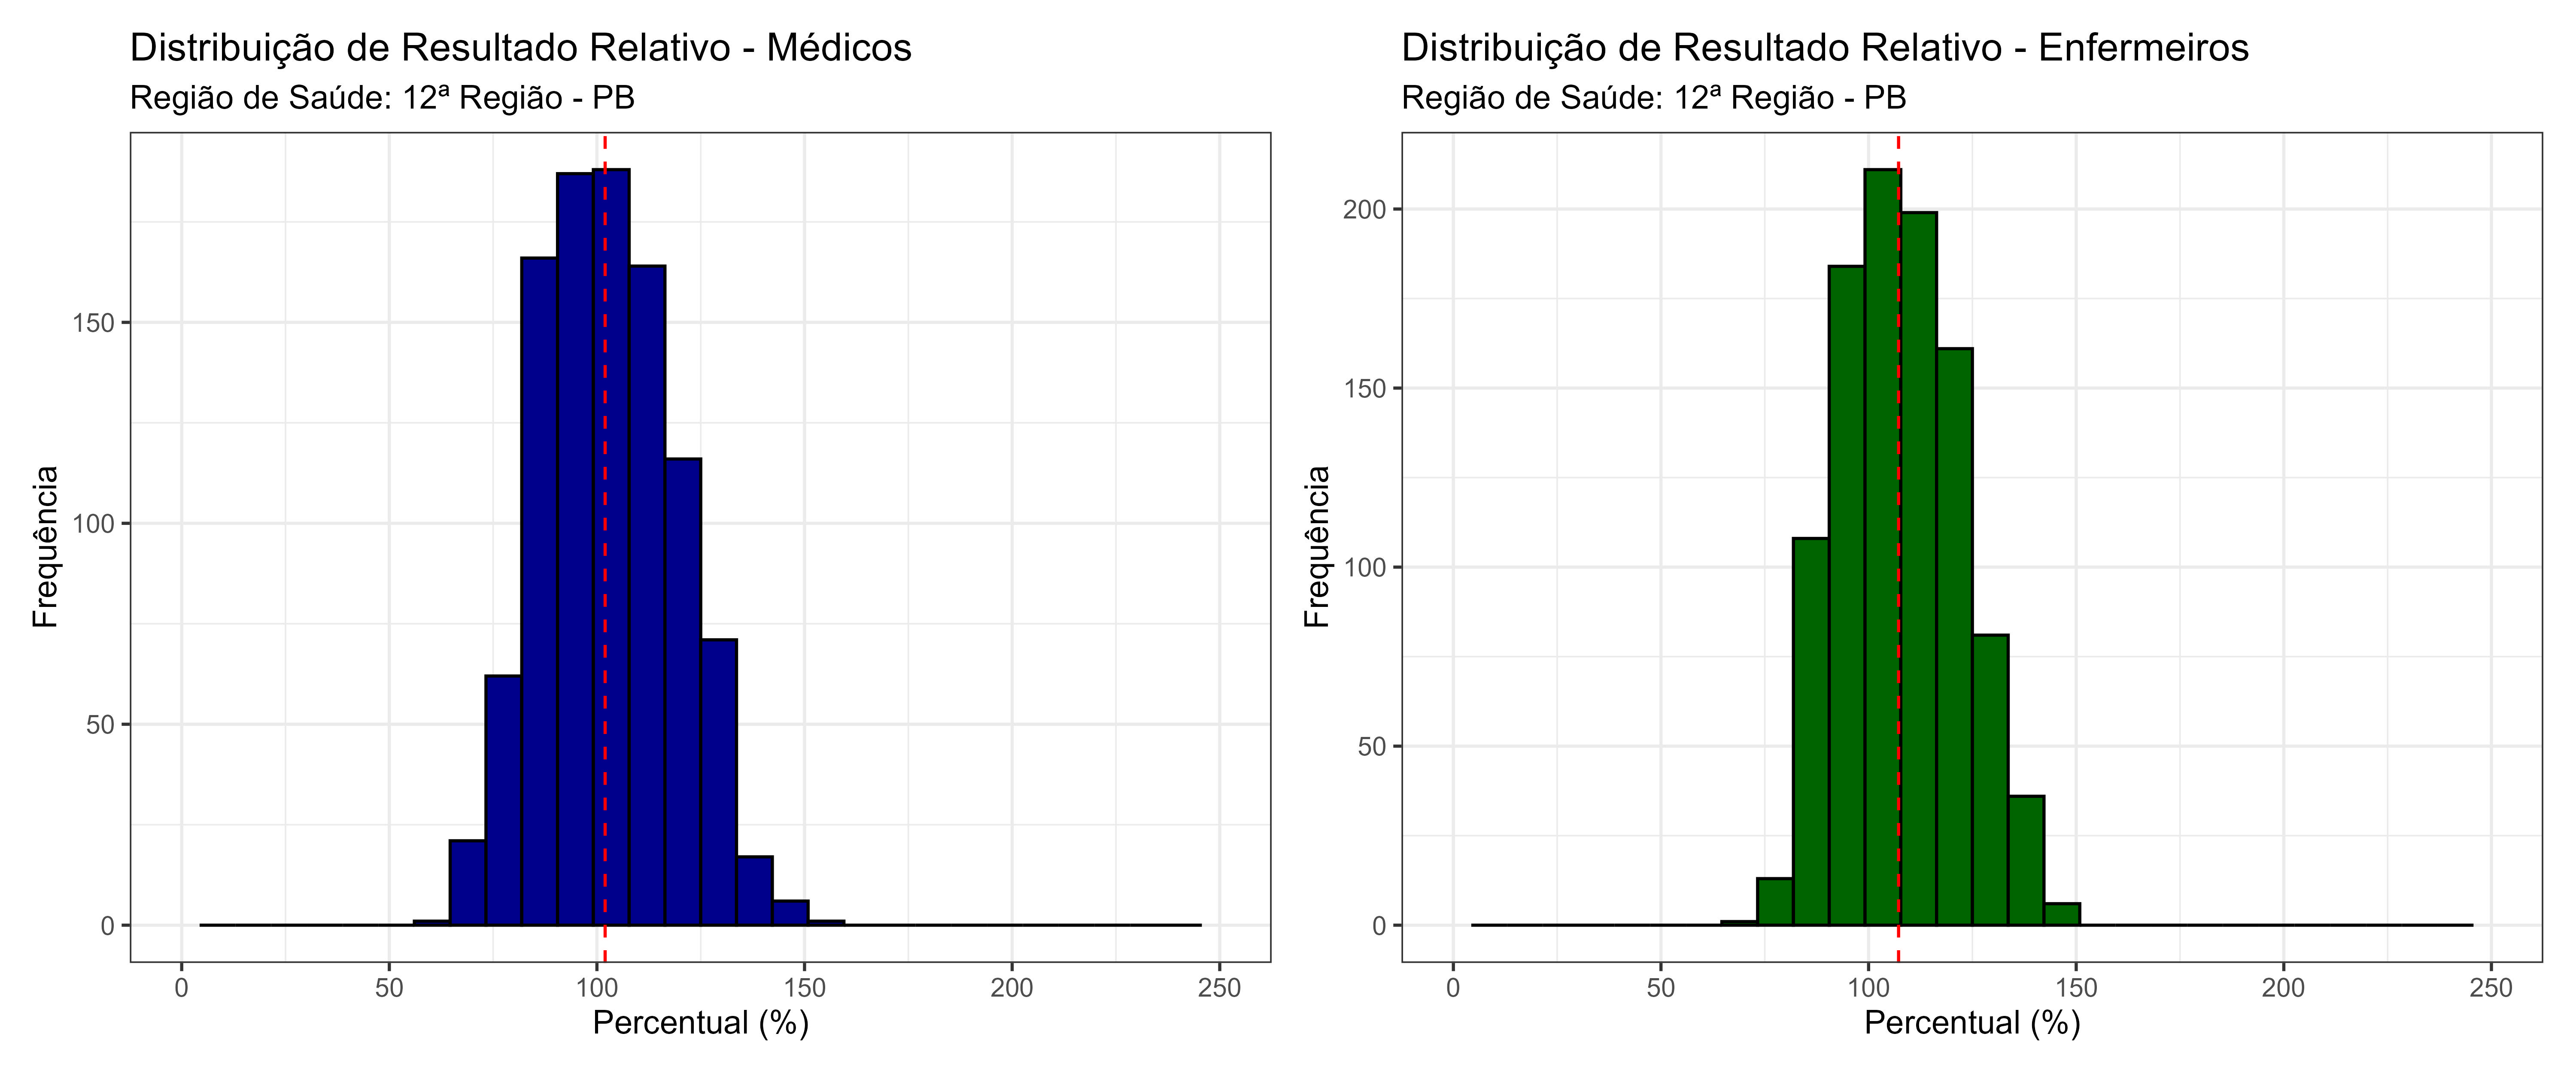 Distribuição de Resultado Relativo - Médicos
Região de Saúde: 12ª Região - PB
Frequência
150
100
50
0
0 50 100 150 200 250
Percentual (%)
Distribuição de Resultado Relativo - Enfermeiros
Região de Saúde: 12ª Região - PB
Frequência
200
150
100
50
0
0 50 100 150 200 250
Percentual (%)